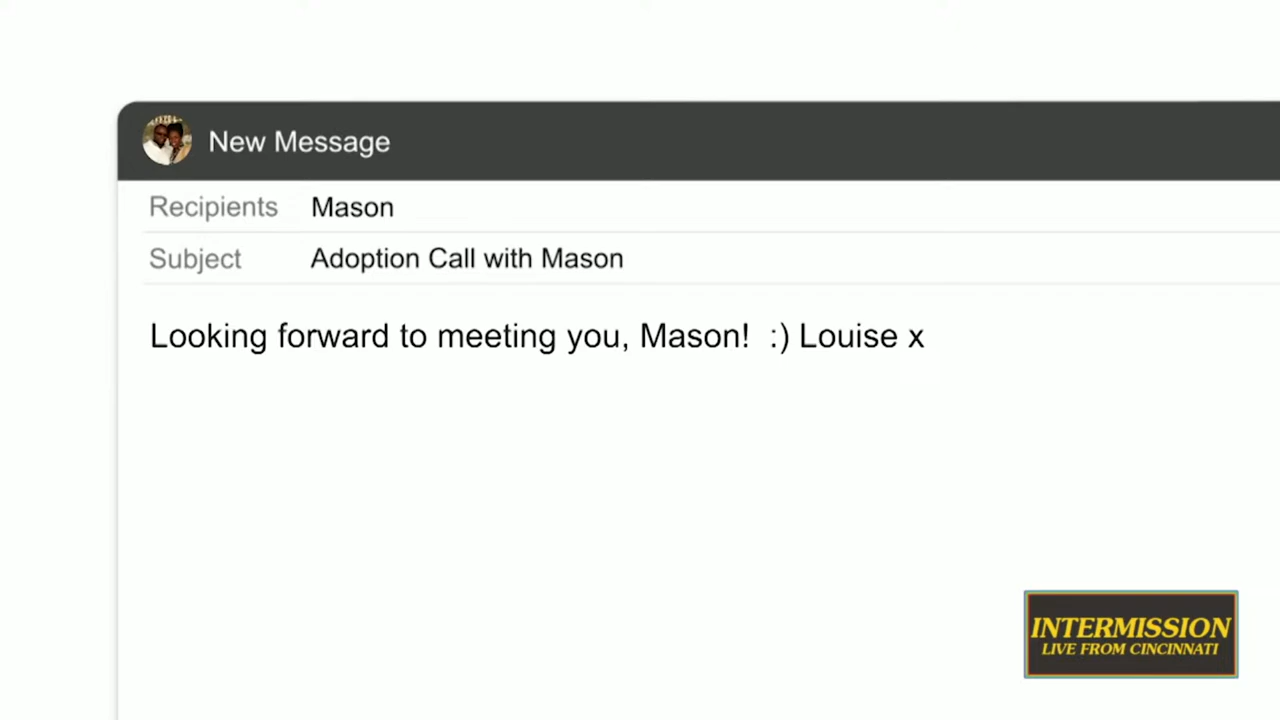 New Message
Recipients Mason
Subject Adoption Call with Mason
Looking forward to meeting you, Mason!  :) Louise x
INTERMISSION
LIVE FROM CINCINNATI